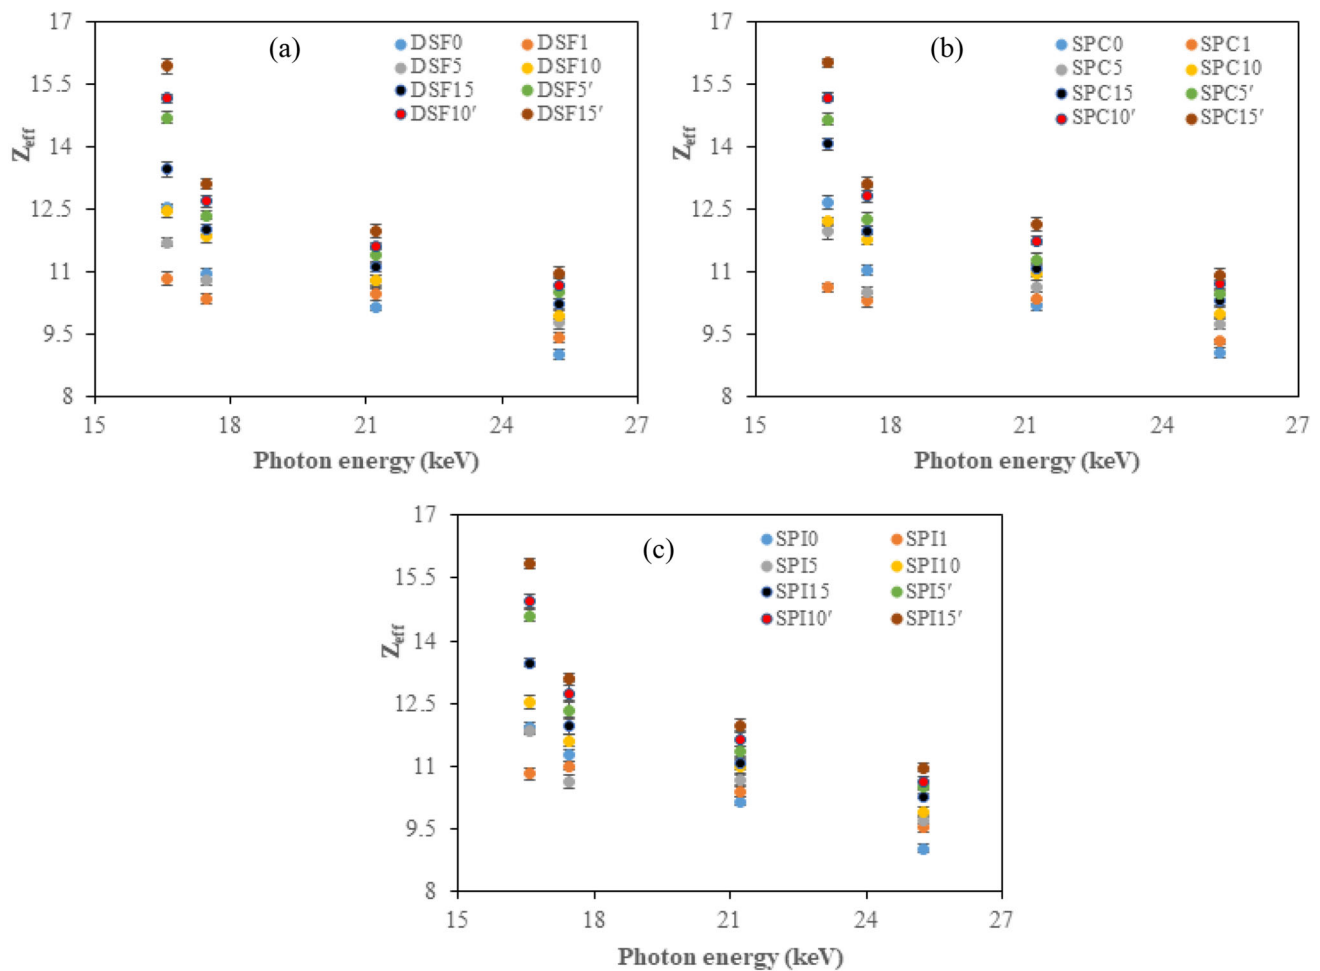 (a)
DSF0 DSF1
DSF5 DSF10
DSF15 DSF5′
DSF10′ DSF15′
Zeff
17
15.5
14
12.5
11
9.5
8
15 18 21 24 27
Photon energy (keV)
(b)
SPC0 SPC1
SPC5 SPC10
SPC15 SPC5′
SPC10′ SPC15′
Zeff
17
15.5
14
12.5
11
9.5
8
15 18 21 24 27
Photon energy (keV)
(c)
SPI0 SPI1
SPI5 SPI10
SPI15 SPI5′
SPI10′ SPI15′
Zeff
17
15.5
14
12.5
11
9.5
8
15 18 21 24 27
Photon energy (keV)